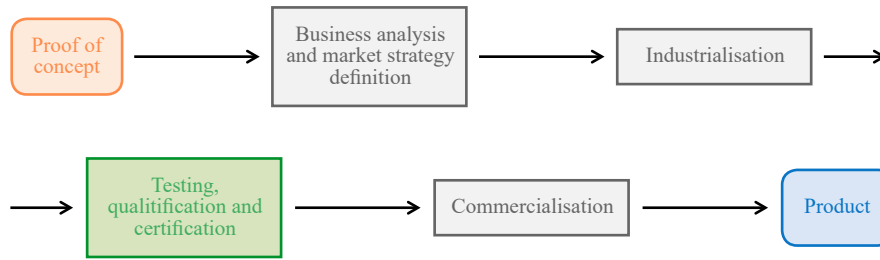 Proof of
concept
Business analysis
and market strategy
definition
Industrialisation
Testing,
qualitification and
certification
Commercialisation
Product